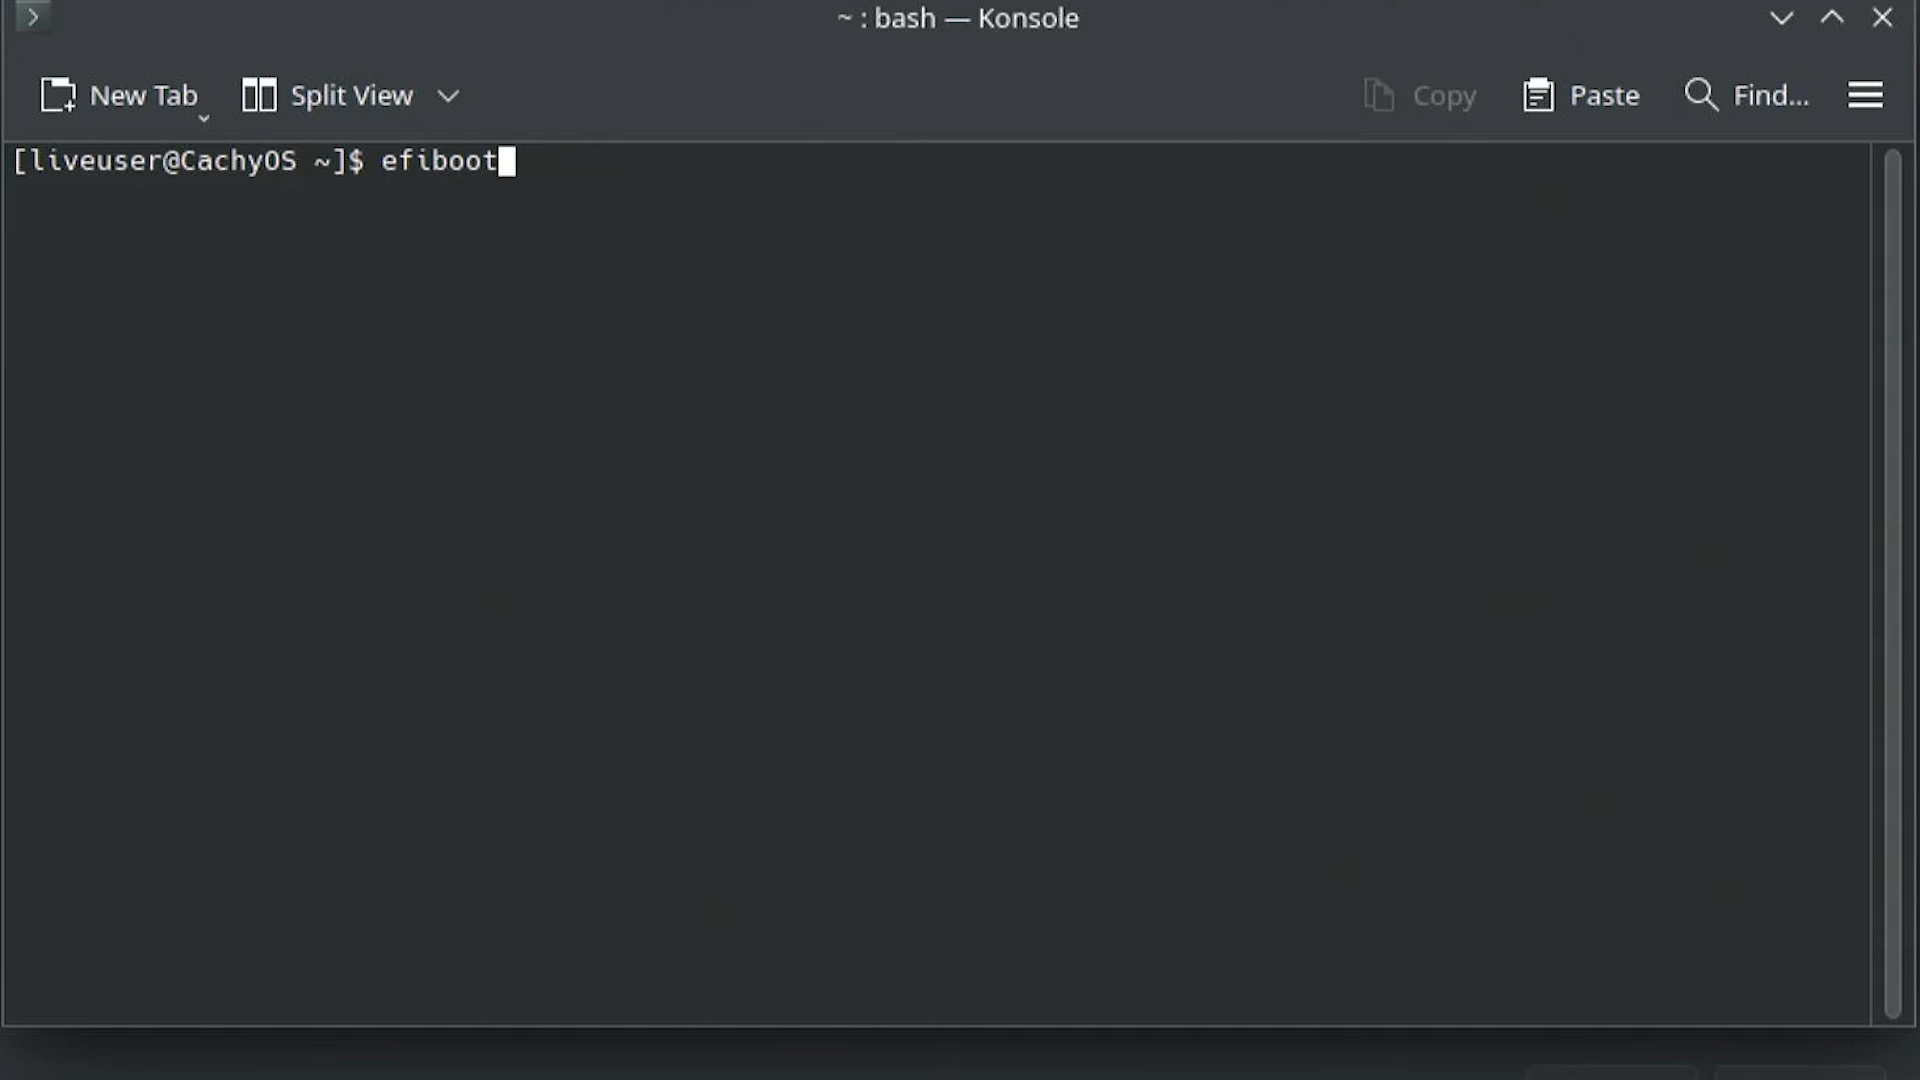 ~ : bash — Konsole
New Tab
Split View
Copy
Paste
Find...
[liveuser@CachyOS ~]$ efiboot